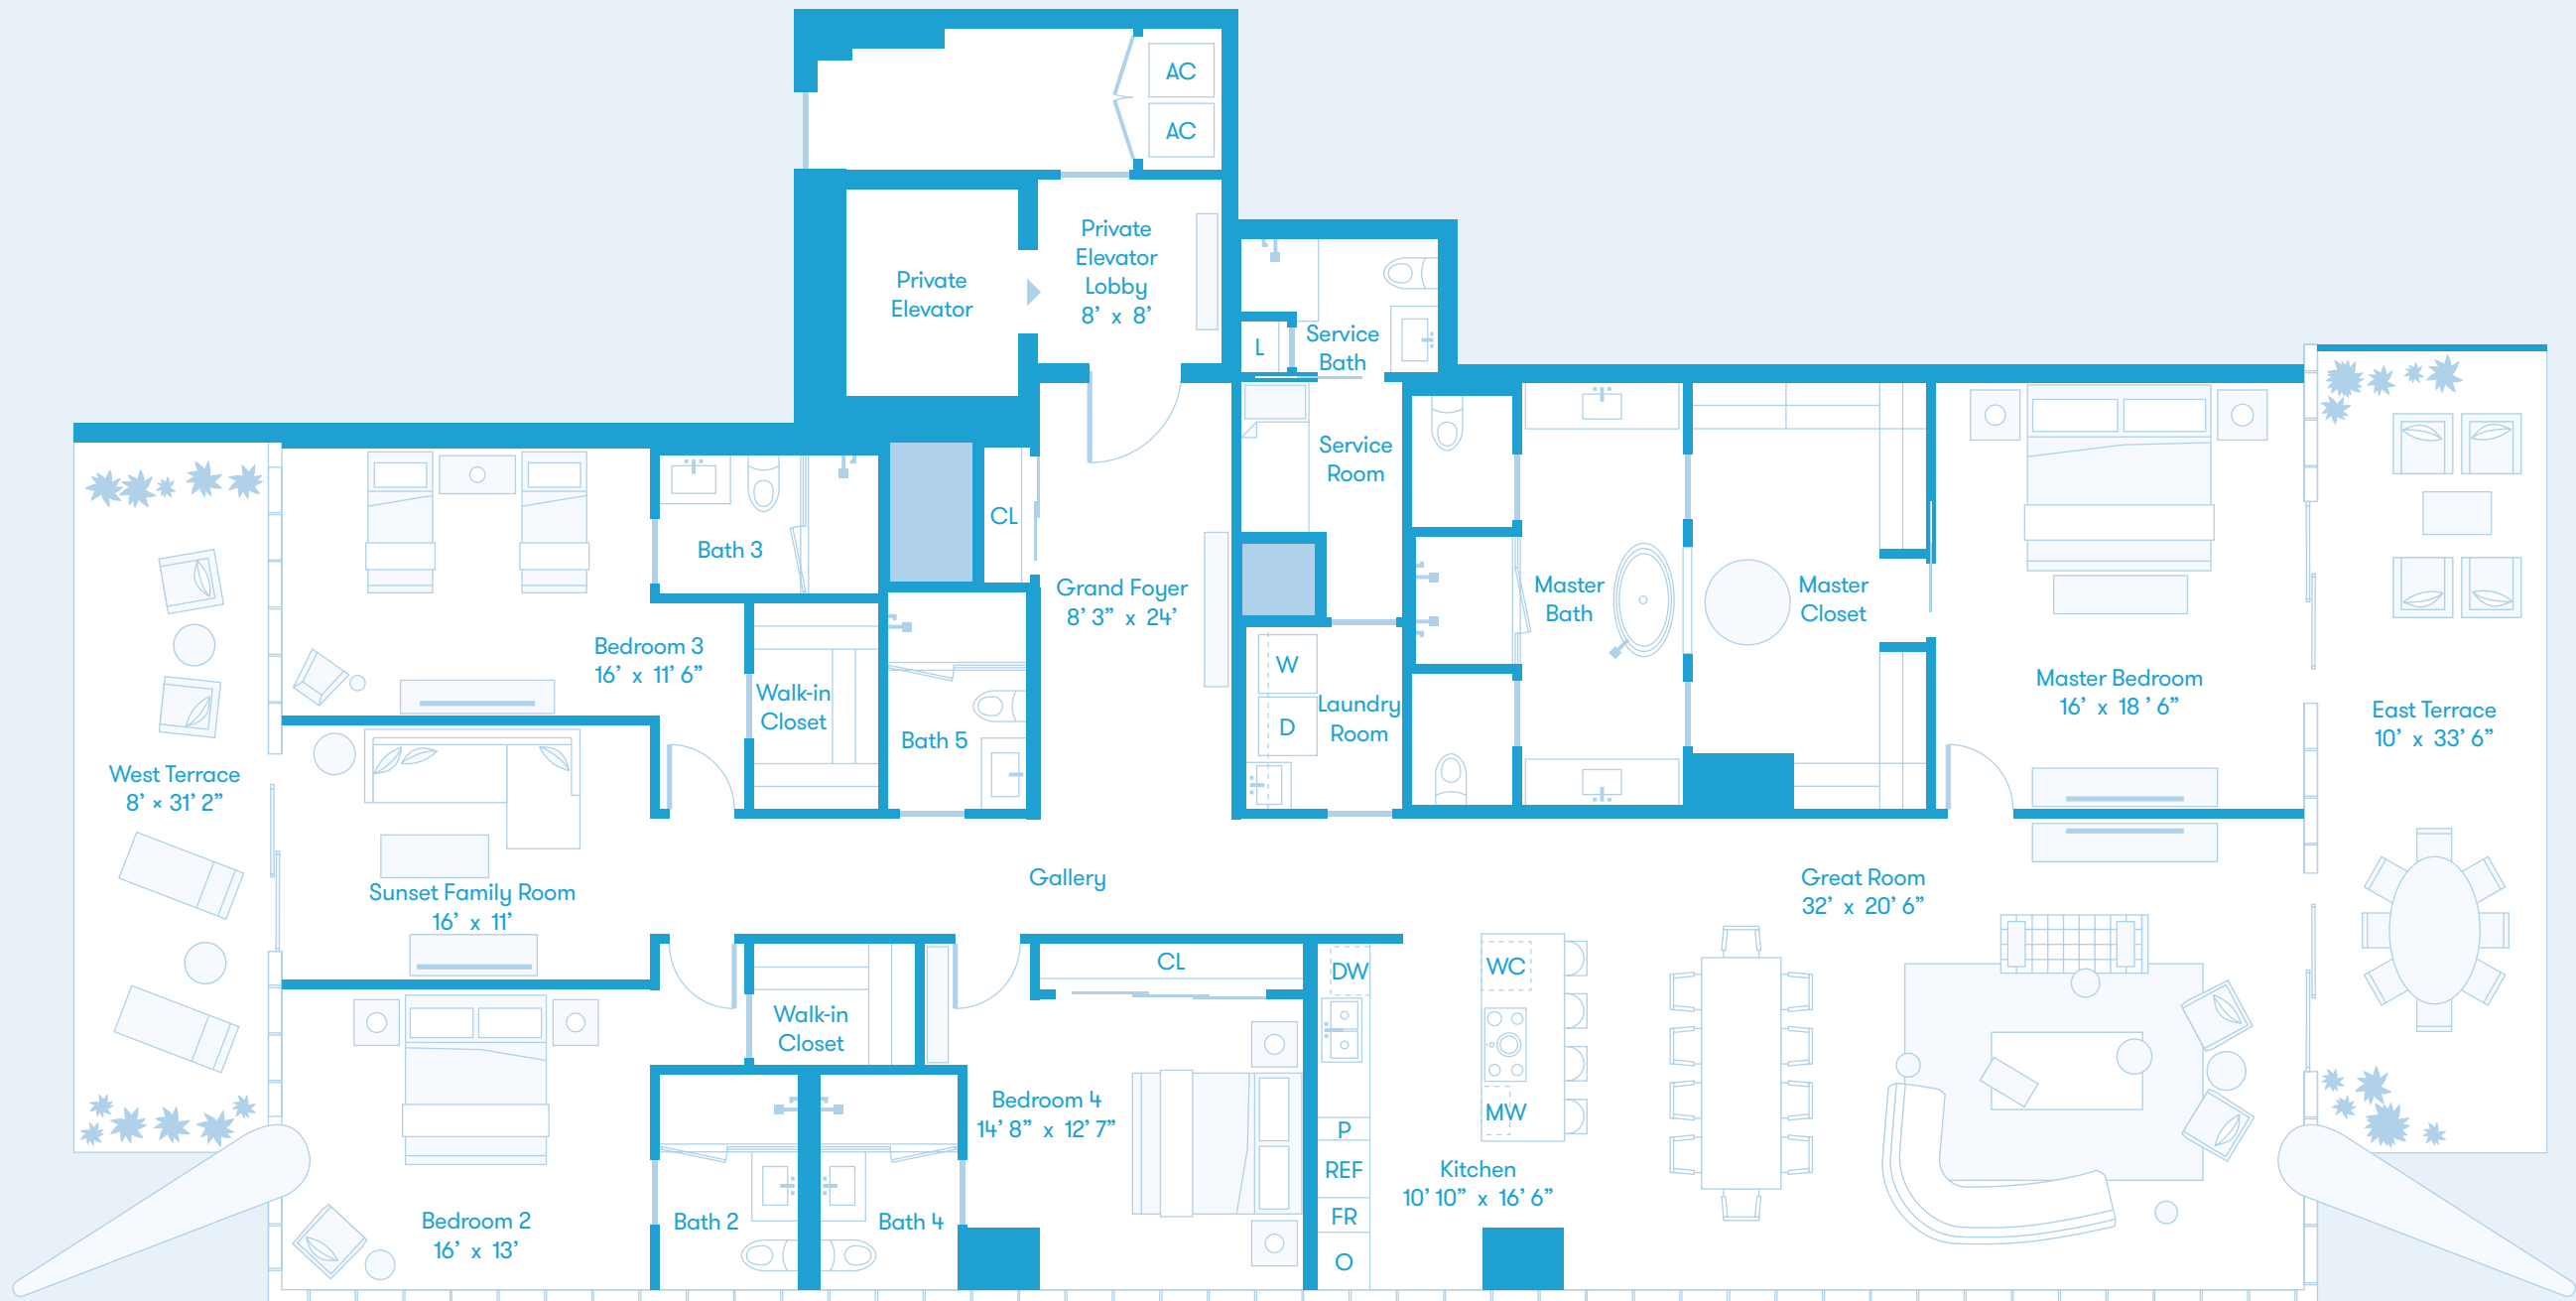 AC
AC
Private
Elevator
Private
Elevator
Lobby
8’ x 8’
L
Service
Bath
Service
Room
CL
Bath 3
Grand Foyer
8’ 3” x 24’
Master
Bath
Master
Closet
Bedroom 3
16’ x 11’ 6”
Walk-in
Closet
Bath 5
W
D
Laundry
Room
Master Bedroom
16’ x 18 ’ 6”
East Terrace
10’ x 33’ 6”
West Terrace
8’ × 31’ 2”
Sunset Family Room
16’ x 11’
Gallery
Great Room
32’ x 20’ 6”
Walk-in
Closet
CL
DW
WC
MW
Bedroom 4
14’ 8” x 12’ 7”
P
REF
FR
O
Kitchen
10’ 10” x 16’ 6”
Bedroom 2
16’ x 13’
Bath 2
Bath 4